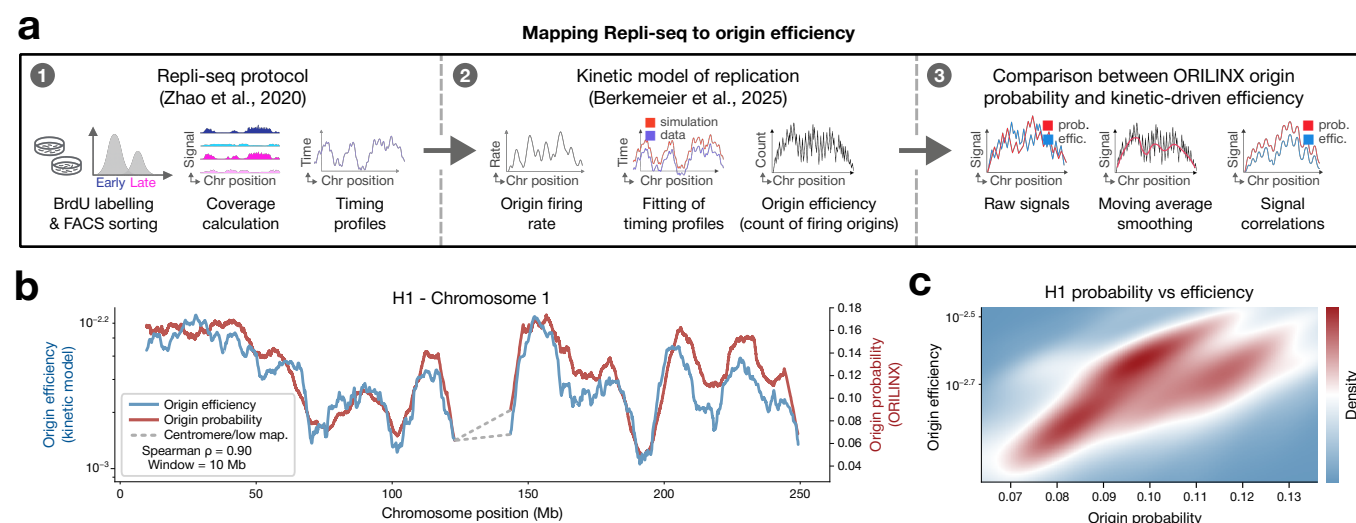 a
Mapping Repli-seq to origin efficiency
1
Repli-seq protocol
(Zhao et al., 2020)
Early Late
Signal
Chr position
Time
Chr position
BrdU labelling
& FACS sorting
Coverage
calculation
Timing
profiles
2
Kinetic model of replication
(Berkemeier et al., 2025)
Rate
Chr position
simulation
data
Time
Chr position
Count
Chr position
Origin firing
rate
Fitting of
timing profiles
Origin efficiency
(count of firing origins)
3
Comparison between ORILINX origin
probability and kinetic-driven efficiency
prob.
effic.
Signal
Chr position
Signal
Chr position
prob.
effic.
Signal
Chr position
Raw signals
Moving average
smoothing
Signal
correlations
b
H1 - Chromosome 1
Origin efficiency
(kinetic model)
10^-2.2
10^-3
Origin efficiency
Origin probability
Centromere/low map.
Spearman ρ = 0.90
Window = 10 Mb
0 50 100 150 200 250
Chromosome position (Mb)
0.18
0.16
0.14
0.12
0.10
0.08
0.06
0.04
Origin probability
(ORILINX)
c
H1 probability vs efficiency
Origin efficiency
10^-2.5
10^-2.7
0.07 0.08 0.09 0.10 0.11 0.12 0.13
Origin probability
Density